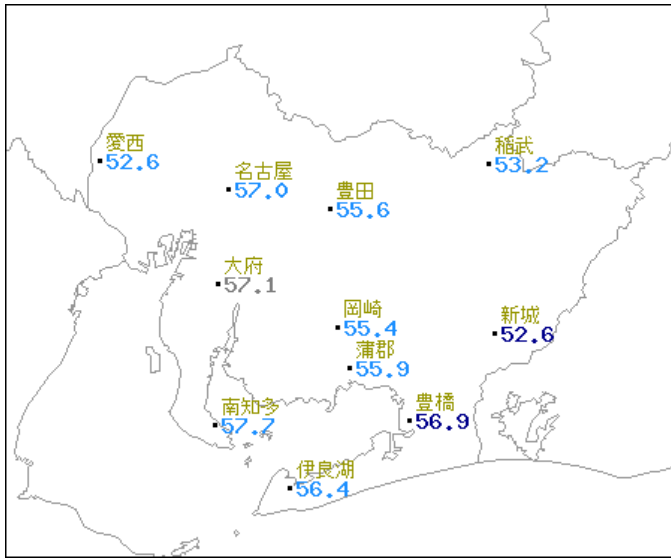 愛西
52.6
稲武
53.2
名古屋
57.0
豊田
55.6
大府
57.1
岡崎
55.4
新城
52.6
蒲郡
55.9
南知多
57.7
豊橋
56.9
伊良湖
56.4